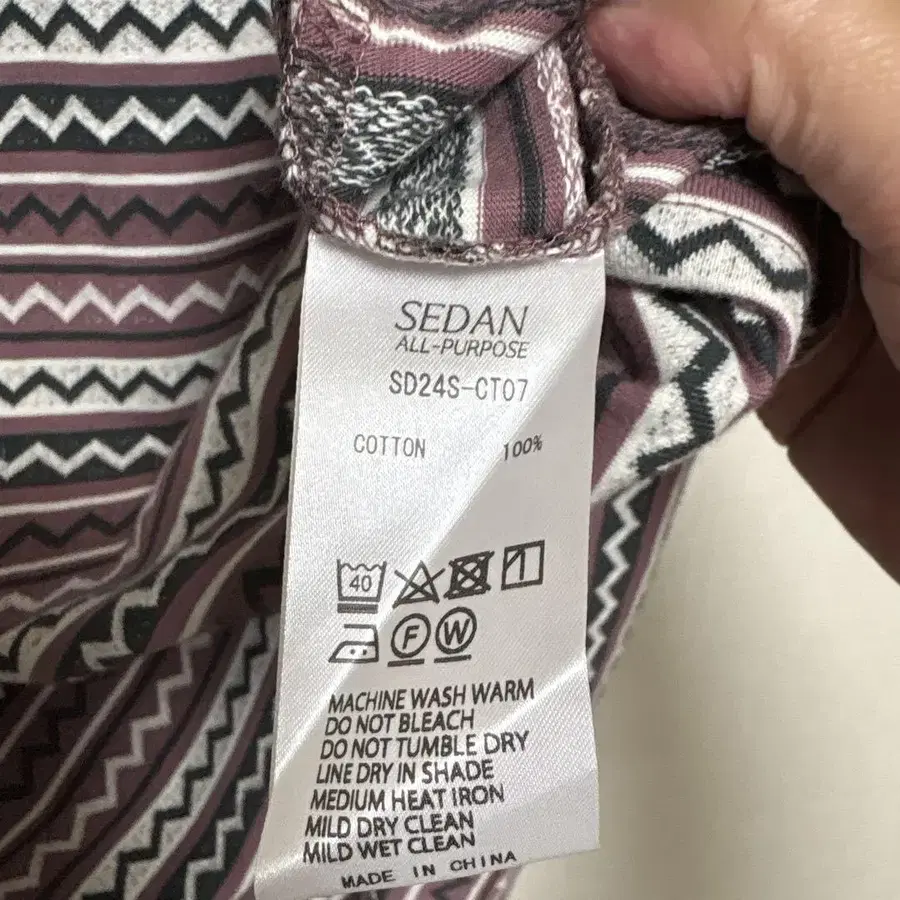 SEDAN
ALL-PURPOSE
SD24S-CT07
COTTON 100%
40
F W
MACHINE WASH WARM
DO NOT BLEACH
DO NOT TUMBLE DRY
LINE DRY IN SHADE
MEDIUM HEAT IRON
MILD DRY CLEAN
MILD WET CLEAN
MADE IN CHINA